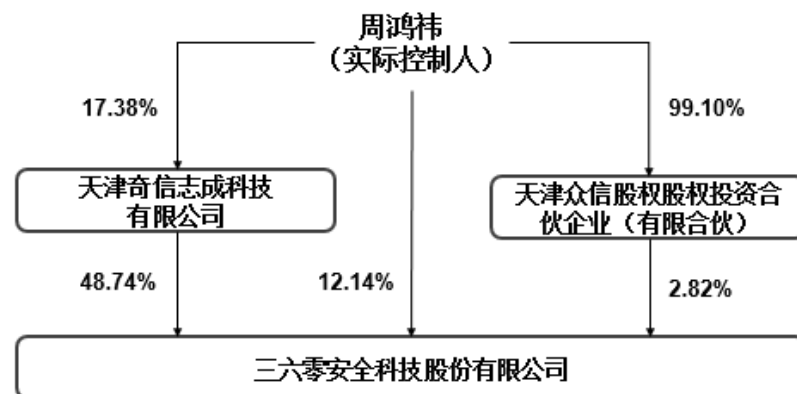 周鸿祎
（实际控制人）
17.38%
99.10%
天津奇信志成科技
有限公司
天津众信股权股权投资合
伙企业（有限合伙）
48.74%
12.14%
2.82%
三六零安全科技股份有限公司